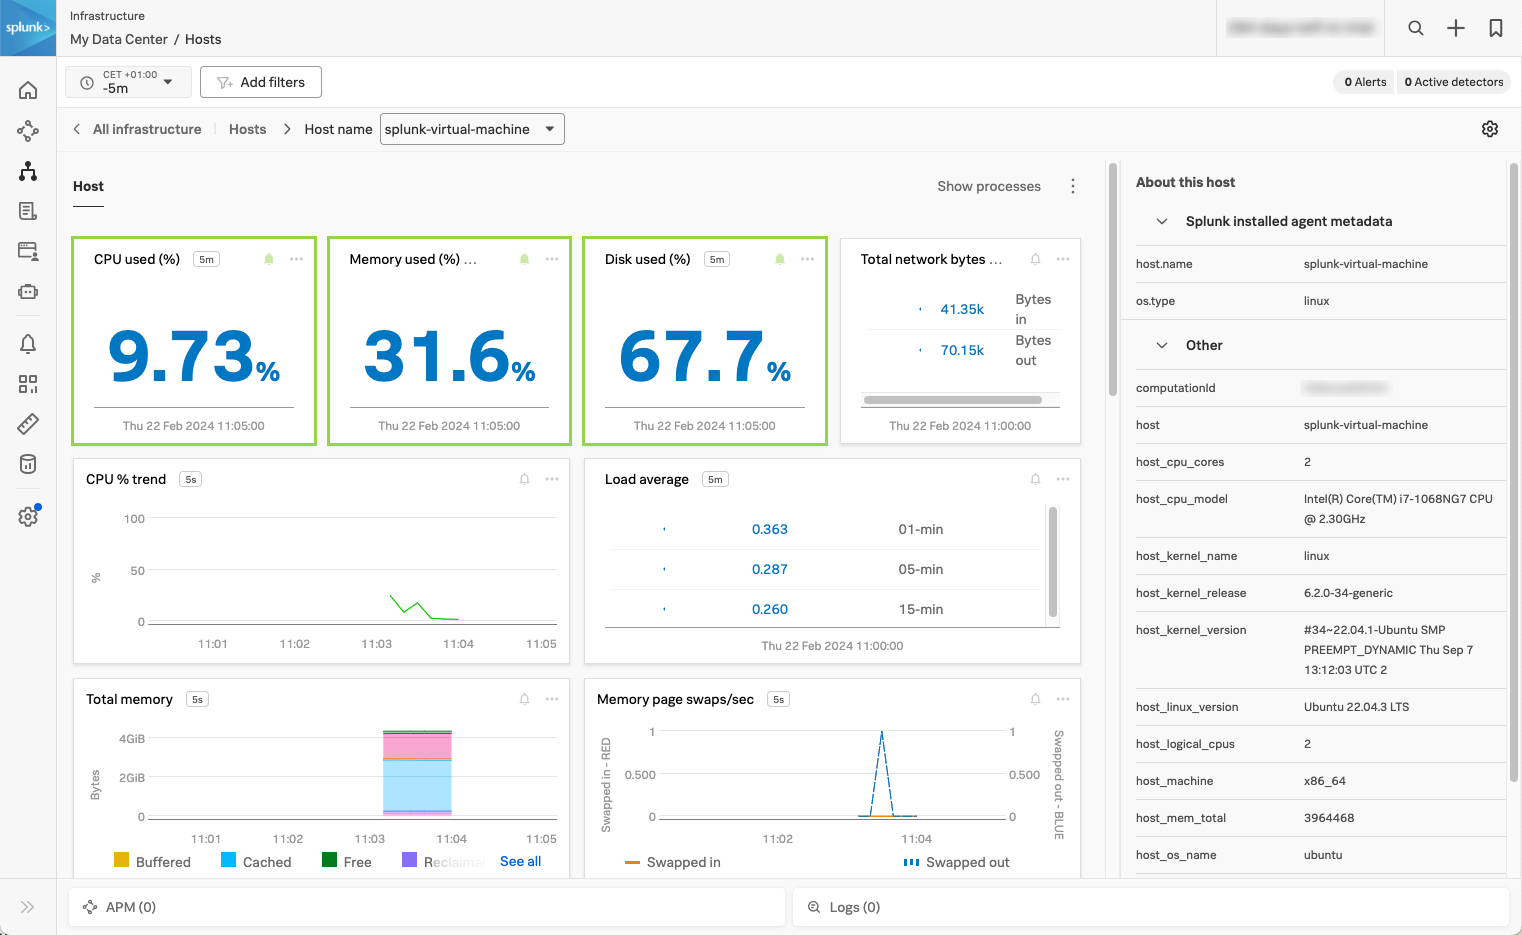 splunk>
Infrastructure
My Data Center / Hosts
CET +01:00
-5m
Add filters
0 Alerts
0 Active detectors
All infrastructure
Hosts
Host name
splunk-virtual-machine
Host
Show processes
CPU used (%) 5m
9.73%
Thu 22 Feb 2024 11:05:00
Memory used (%) ...
31.6%
Thu 22 Feb 2024 11:05:00
Disk used (%) 5m
67.7%
Thu 22 Feb 2024 11:05:00
Total network bytes ...
41.35k Bytes
in
70.15k Bytes
out
Thu 22 Feb 2024 11:00:00
CPU % trend 5s
%
100
50
0
11:01 11:02 11:03 11:04 11:05
Load average 5m
0.363 01-min
0.287 05-min
0.260 15-min
Thu 22 Feb 2024 11:00:00
Total memory 5s
Bytes
4GiB
2GiB
0
11:01 11:02 11:03 11:04 11:05
Buffered Cached Free See all
Memory page swaps/sec 5s
Swapped in - RED
1
0.500
0
1
0.500
0
Swapped out - BLUE
11:02 11:04
Swapped in Swapped out
About this host
Splunk installed agent metadata
host.name splunk-virtual-machine
os.type linux
Other
computationId
host splunk-virtual-machine
host_cpu_cores 2
host_cpu_model Intel(R) Core(TM) i7-1068NG7 CPU
@ 2.30GHz
host_kernel_name linux
host_kernel_release 6.2.0-34-generic
host_kernel_version #34~22.04.1-Ubuntu SMP
PREEMPT_DYNAMIC Thu Sep 7
13:12:03 UTC 2
host_linux_version Ubuntu 22.04.3 LTS
host_logical_cpus 2
host_machine x86_64
host_mem_total 3964468
host_os_name ubuntu
APM (0)
Logs (0)